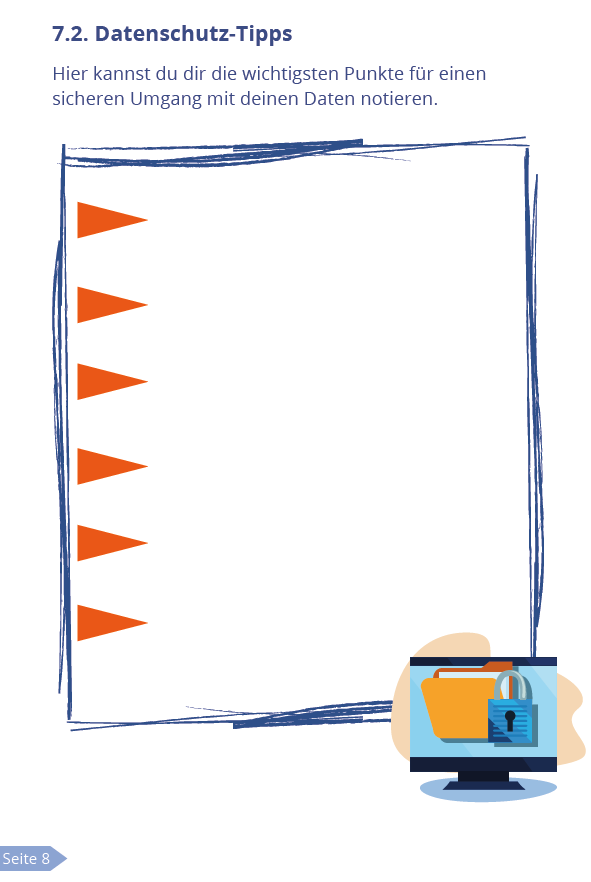 7.2. Datenschutz-Tipps
Hier kannst du dir die wichtigsten Punkte für einen
sicheren Umgang mit deinen Daten notieren.
Seite 8